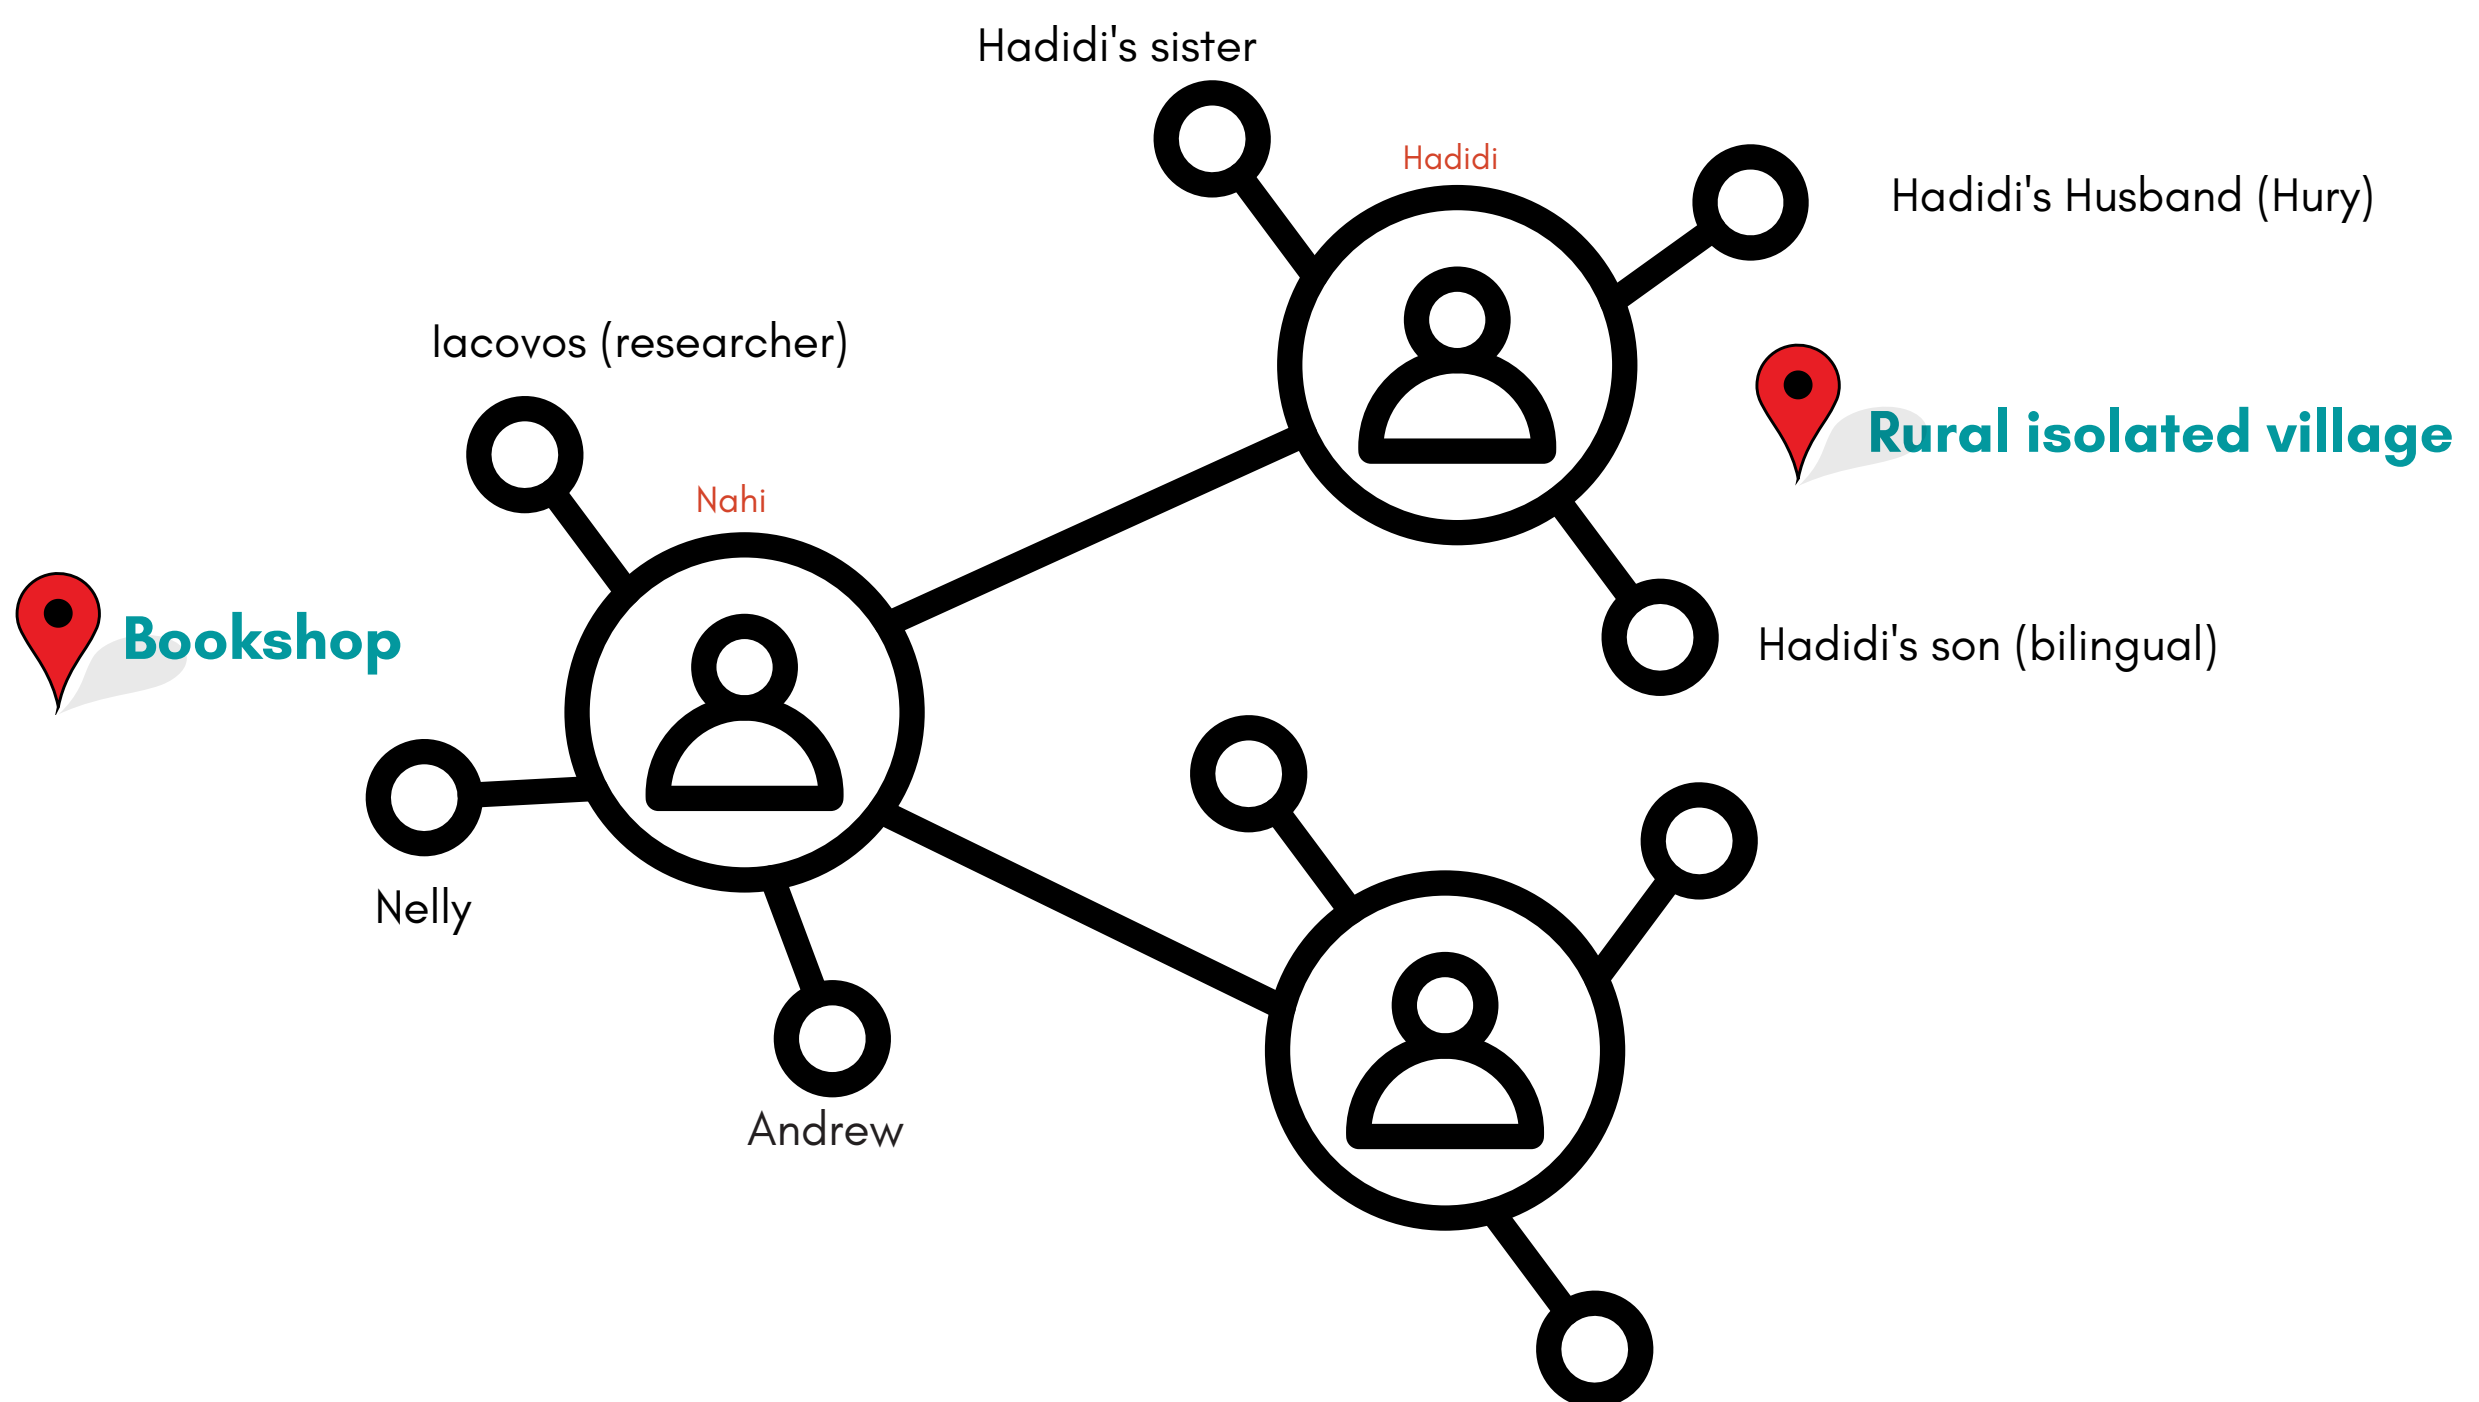 Hadidi's sister
Hadidi
Hadidi's Husband (Hury)
Iacovos (researcher)
Rural isolated village
Nahi
Bookshop
Hadidi's son (bilingual)
Nelly
Andrew